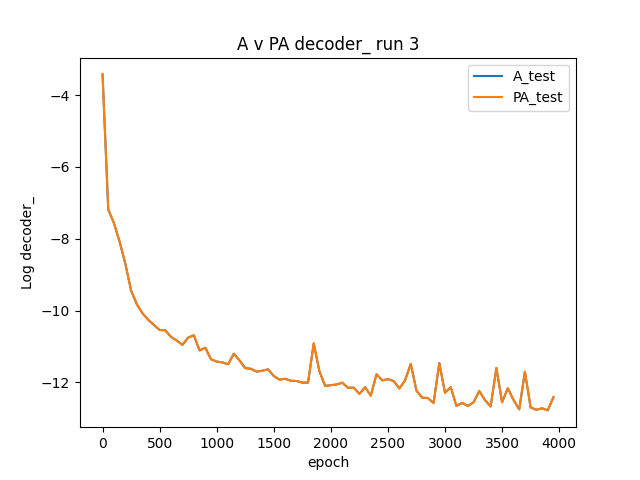 A v PA decoder_ run 3
A_test
PA_test
Log decoder_
−4
−6
−8
−10
−12
0 500 1000 1500 2000 2500 3000 3500 4000
epoch